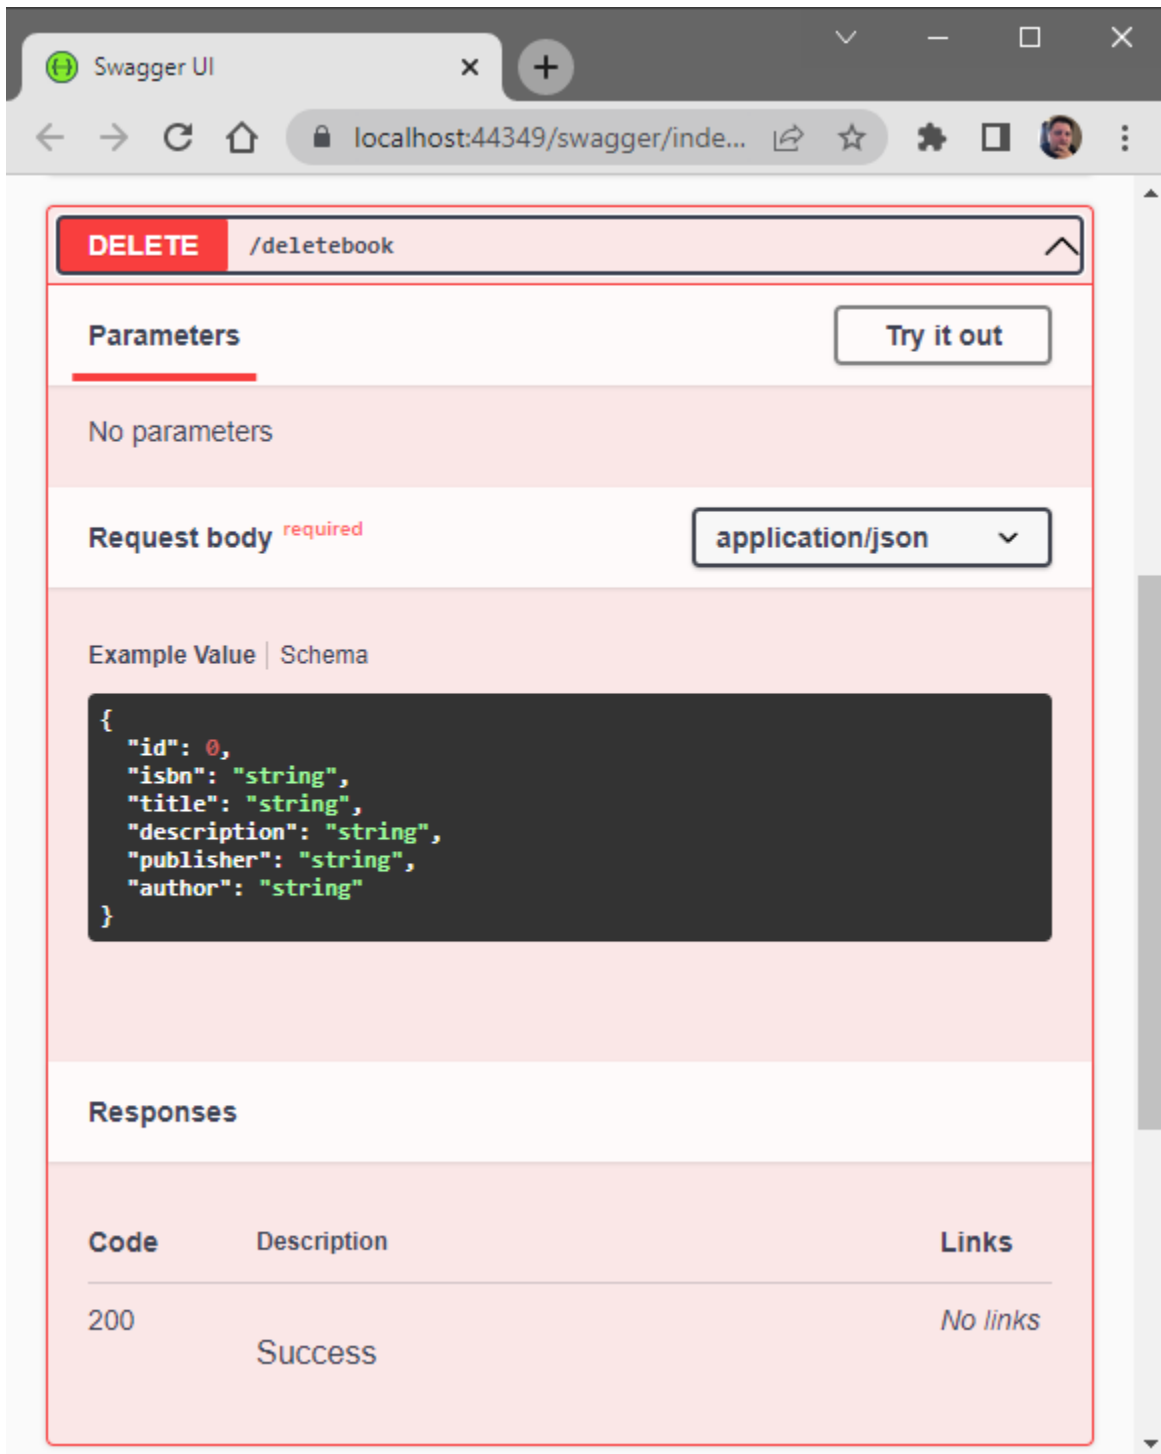 Swagger UI
localhost:44349/swagger/inde...
DELETE /deletebook
Parameters Try it out
No parameters
Request body required application/json
Example Value Schema
{
"id": 0,
"isbn": "string",
"title": "string",
"description": "string",
"publisher": "string",
"author": "string"
}
Responses
Code Description Links
200 No links
Success